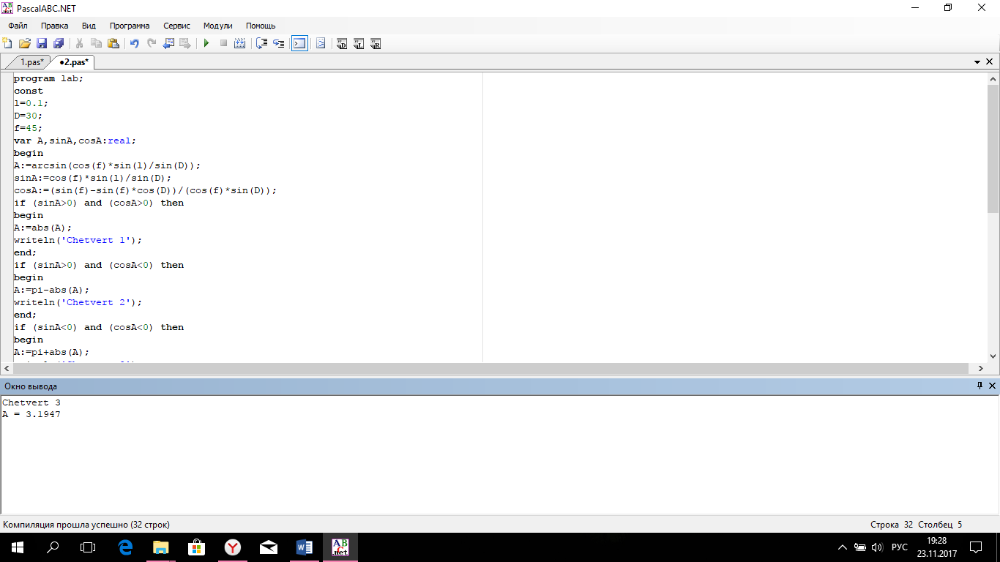 PascalABC.NET
Файл Правка Вид Программа Сервис Модули Помощь
1.pas* •2.pas*
program lab;
const
l=0.1;
D=30;
f=45;
var A,sinA,cosA:real;
begin
A:=arcsin(cos(f)*sin(l)/sin(D));
sinA:=cos(f)*sin(l)/sin(D);
cosA:=(sin(f)-sin(f)*cos(D))/(cos(f)*sin(D));
if (sinA>0) and (cosA>0) then
begin
A:=abs(A);
writeln('Chetvert 1');
end;
if (sinA>0) and (cosA<0) then
begin
A:=pi-abs(A);
writeln('Chetvert 2');
end;
if (sinA<0) and (cosA<0) then
begin
A:=pi+abs(A);
Окно вывода
Chetvert 3
A = 3.1947
Компиляция прошла успешно (32 строк)
Строка 32 Столбец 5
РУС
19:28
23.11.2017